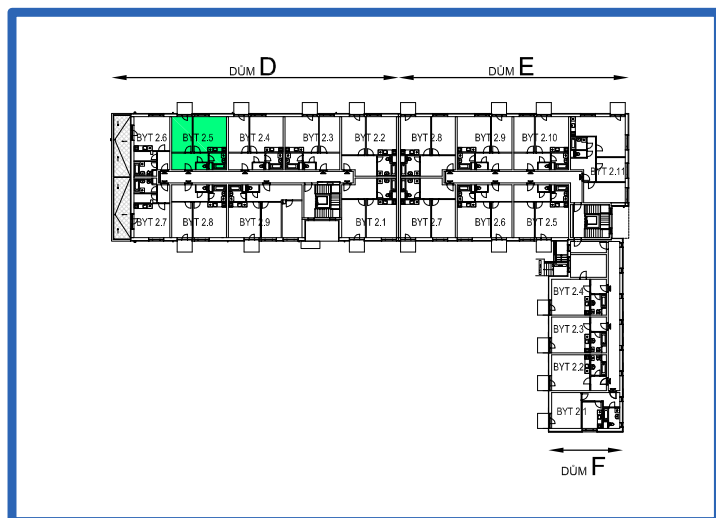 DŮM D
DŮM E
BYT 2.6
BYT 2.5
BYT 2.4
BYT 2.3
BYT 2.2
BYT 2.8
BYT 2.9
BYT 2.10
BYT 2.11
BYT 2.7
BYT 2.8
BYT 2.9
BYT 2.1
BYT 2.7
BYT 2.6
BYT 2.5
BYT 2.4
BYT 2.3
BYT 2.2
BYT 2.1
DŮM F